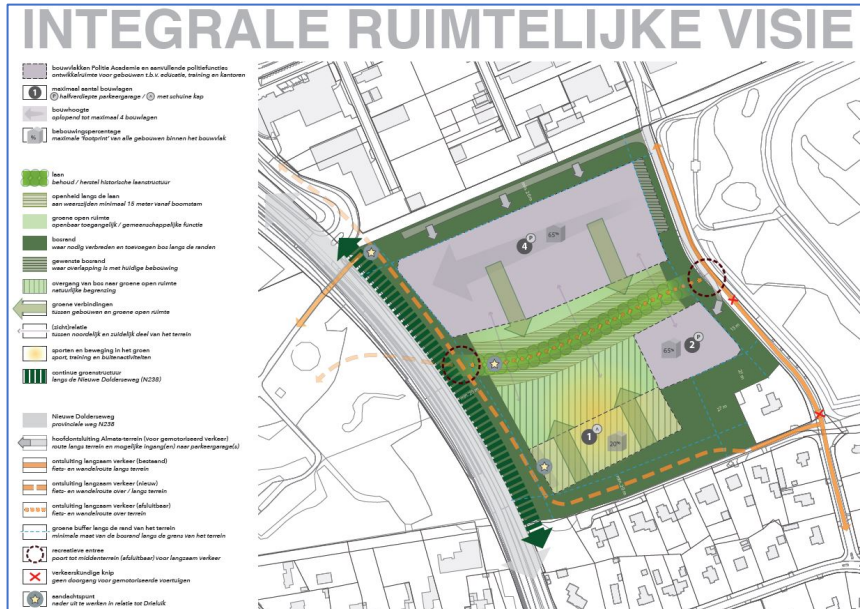 INTEGRALE RUIMTELIJKE VISIE
bouwvlakken Politie Academie en aanvullende politiefuncties
ontwikkelruimte voor gebouwen t.b.v. educatie, training en kantoren
1
maximaal aantal bouwlagen
P halfverdiepte parkeergarage / A met schuine kap
bouwhoogte
oplopend tot maximaal 4 bouwlagen
%
bebouwingspercentage
maximale "footprint" van alle gebouwen binnen het bouwvlak
laan
behoud / herstel historische laanstructuur
openheid langs de laan
aan weerszijden minimaal 15 meter vanaf boomstam
groene open ruimte
openbaar toegangelijk / gemeenschappelijke functie
bosrand
waar nodig verbreden en toevoegen bos langs de randen
gewenste bosrand
waar overlapping is met huidige bebouwing
overgang van bos naar groene open ruimte
natuurlijke begrenzing
groene verbindingen
tussen gebouwen en groene open ruimte
(zicht)relatie
tussen noordelijk en zuidelijk deel van het terrein
sporten en beweging in het groen
sport, training en buitenactiviteiten
continue groenstructuur
langs de Nieuwe Dolderseweg (N238)
Nieuwe Dolderseweg
provinciale weg N238
hoofdontsluiting Almata-terrein (voor gemotoriseerd verkeer)
route langs terrein en mogelijke ingang(en) naar parkeergarage(s)
ontsluiting langzaam verkeer (bestaand)
fiets- en wandelroute langs terrein
ontsluiting langzaam verkeer (nieuw)
fiets- en wandelroute over / langs terrein
ontsluiting langzaam verkeer (afsluitbaar)
fiets- en wandelroute over terrein
groene buffer langs de rand van het terrein
minimale maat van de bosrand langs de grens van het terrein
recreatieve entree
poort tot middenterrein (afsluitbaar) voor langzaam verkeer
verkeerskundige knip
geen doorgang voor gemotoriseerde voertuigen
aandachtspunt
nader uit te werken in relatie tot Drieluik
4 P
65%
2 P
65%
1 A
20%
15 m
27 m